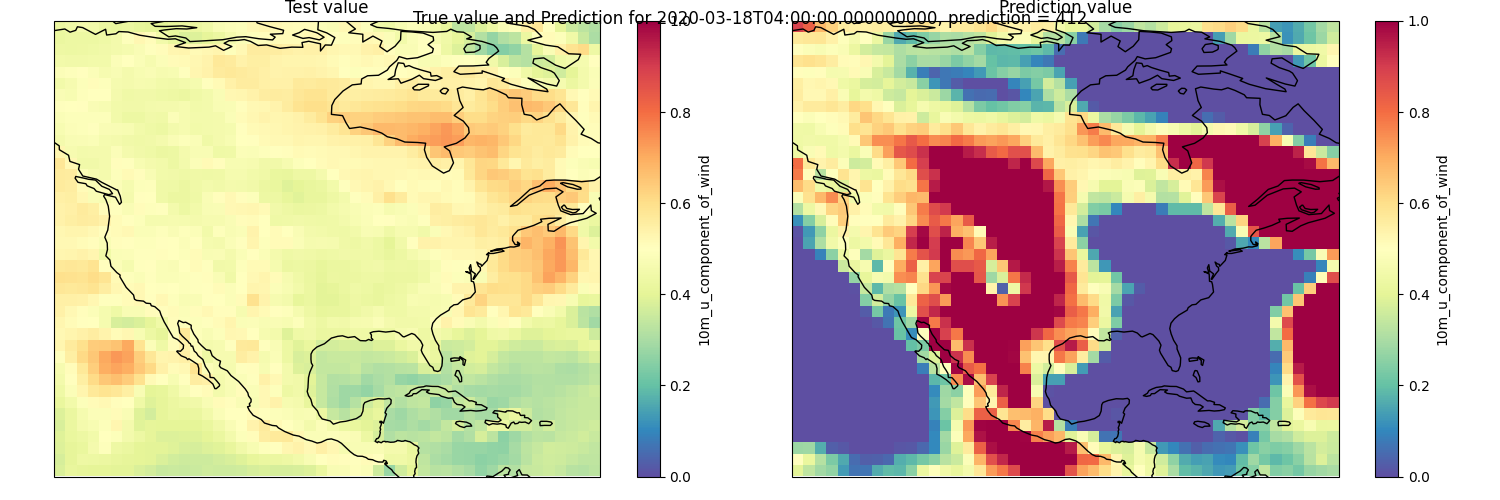 Test value
True value and Prediction for 2020-03-18T04:00:00.000000000, prediction = 412
Prediction value
1.0
0.8
0.6
0.4
0.2
0.0
10m_u_component_of_wind
1.0
0.8
0.6
0.4
0.2
0.0
10m_u_component_of_wind